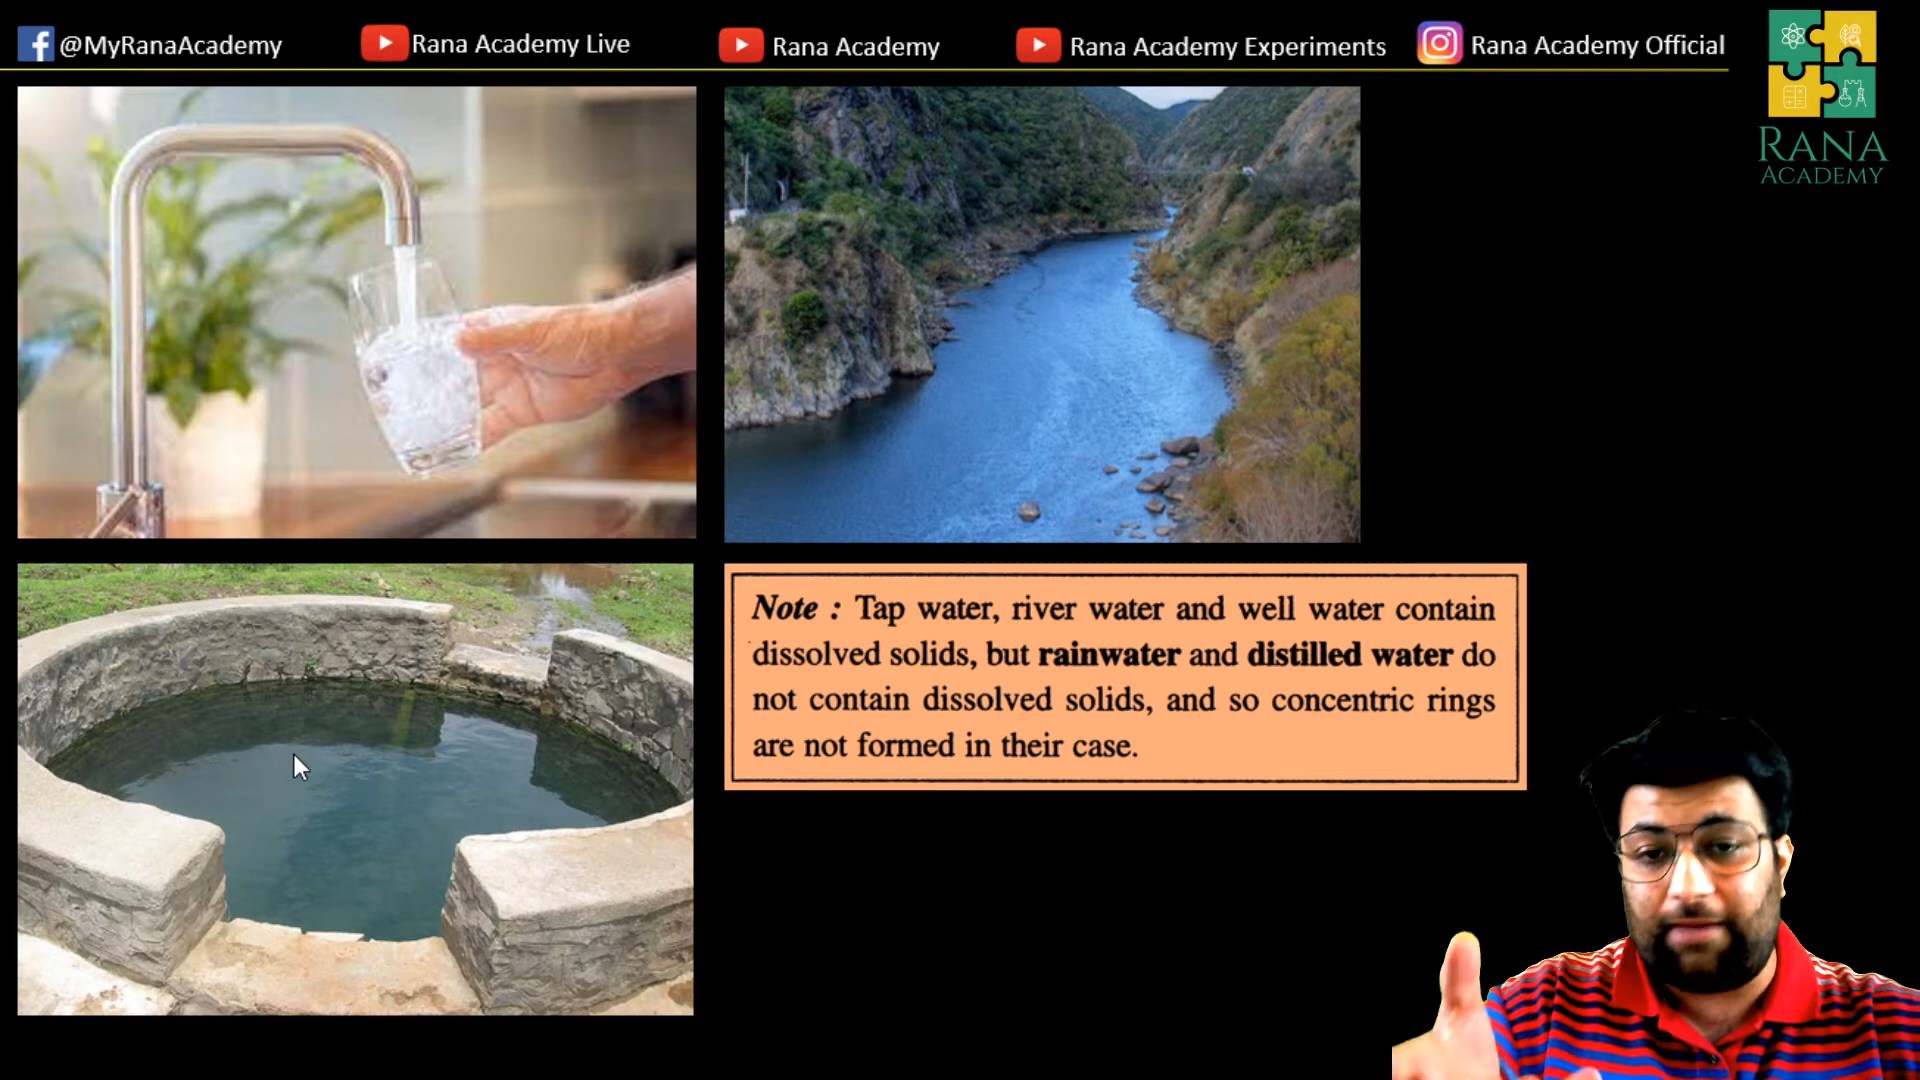 @MyRanaAcademy
Rana Academy Live
Rana Academy
Rana Academy Experiments
Rana Academy Official
RANA
ACADEMY
Note : Tap water, river water and well water contain
dissolved solids, but rainwater and distilled water do
not contain dissolved solids, and so concentric rings
are not formed in their case.